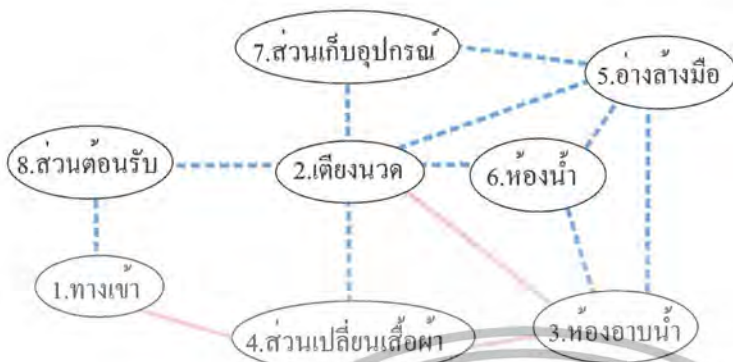 7.ส่วนเก็บอุปกรณ์
5.อ่างล้างมือ
8.ส่วนต้อนรับ
2.เตียงนวด
6.ห้องน้ำ
1.ทางเข้า
4.ส่วนเปลี่ยนเสื้อผ้า
3.ห้องอาบน้ำ